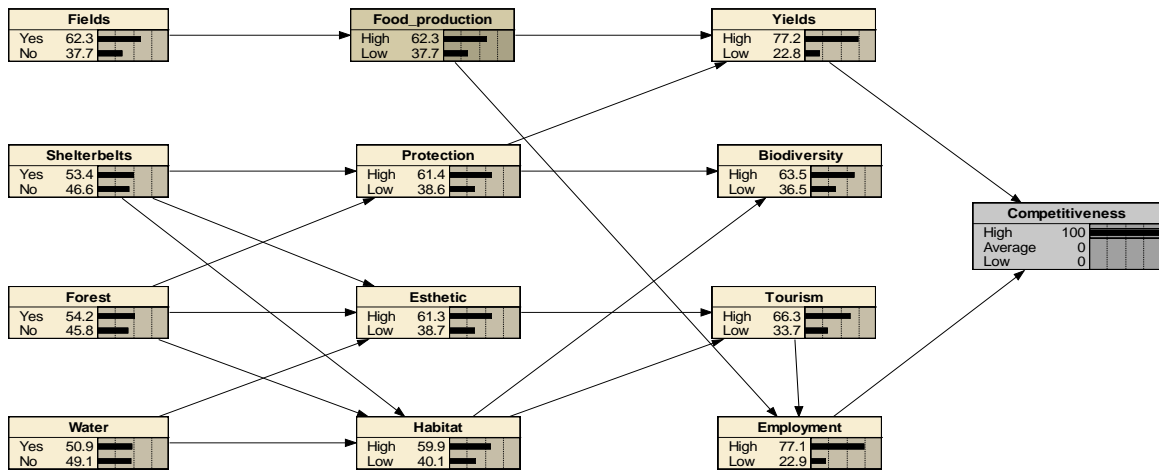 Fields
Yes 62.3
No 37.7
Food_production
High 62.3
Low 37.7
Yields
High 77.2
Low 22.8
Shelterbelts
Yes 53.4
No 46.6
Protection
High 61.4
Low 38.6
Biodiversity
High 63.5
Low 36.5
Competitiveness
High 100
Average 0
Low 0
Forest
Yes 54.2
No 45.8
Esthetic
High 61.3
Low 38.7
Tourism
High 66.3
Low 33.7
Water
Yes 50.9
No 49.1
Habitat
High 59.9
Low 40.1
Employment
High 77.1
Low 22.9